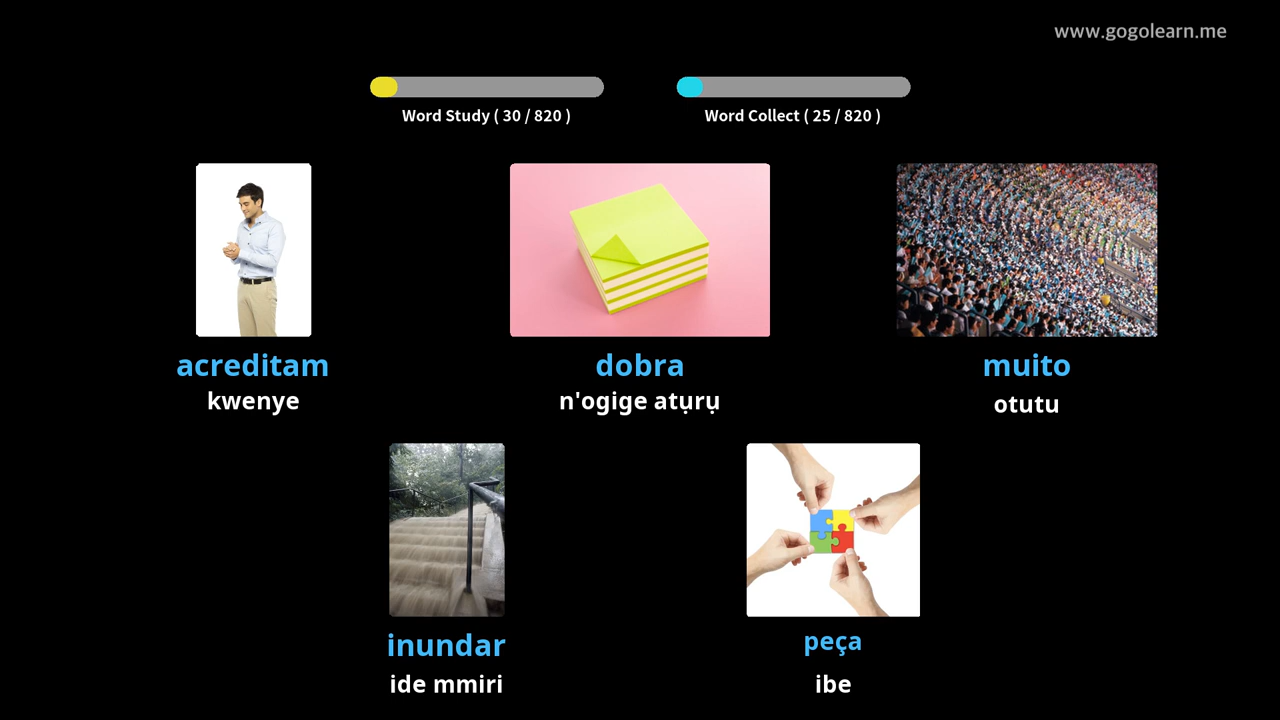 www.gogolearn.me
Word Study ( 30 / 820 )
Word Collect ( 25 / 820 )
acreditam
kwenye
dobra
n'ogige atụrụ
muito
otutu
inundar
ide mmiri
peça
ibe